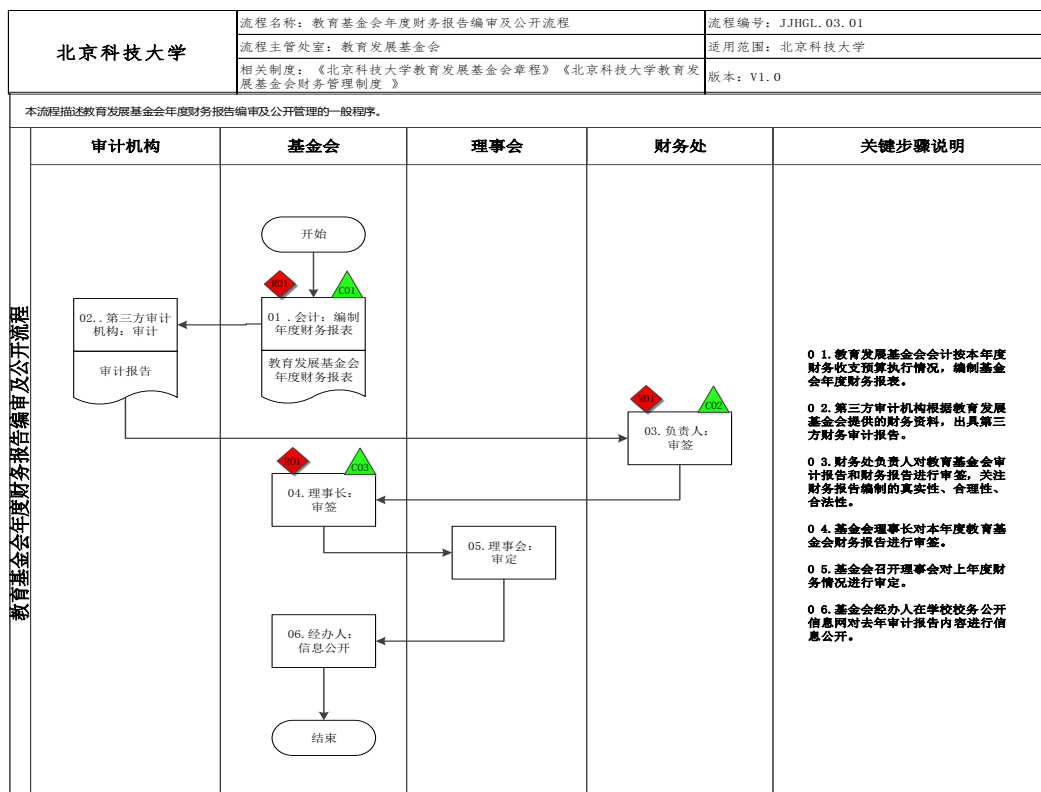 北京科技大学
流程名称：教育基金会年度财务报告编审及公开流程
流程编号：JJHGL.03.01
流程主管处室：教育发展基金会
适用范围：北京科技大学
相关制度：《北京科技大学教育发展基金会章程》《北京科技大学教育发
展基金会财务管理制度 》
版本：V1.0
本流程描述教育发展基金会年度财务报告编审及公开管理的一般程序。
教育基金会年度财务报告编审及公开流程
审计机构
基金会
理事会
财务处
关键步骤说明
开始
R01
C01
01 .会计：编制
年度财务报表
教育发展基金会
年度财务报表
02..第三方审计
机构：审计
审计报告
R01
C02
03.负责人：
审签
R01
C03
04.理事长：
审签
05.理事会：
审定
06.经办人：
信息公开
结束
0 1.教育发展基金会会计按本年度
财务收支预算执行情况，编制基金
会年度财务报表。
0 2.第三方审计机构根据教育发展
基金会提供的财务资料，出具第三
方财务审计报告。
0 3.财务处负责人对教育基金会审
计报告和财务报告进行审签，关注
财务报告编制的真实性、合理性、
合法性。
0 4.基金会理事长对本年度教育基
金会财务报告进行审签。
0 5.基金会召开理事会对上年度财
务情况进行审定。
0 6.基金会经办人在学校校务公开
信息网对去年审计报告内容进行信
息公开。